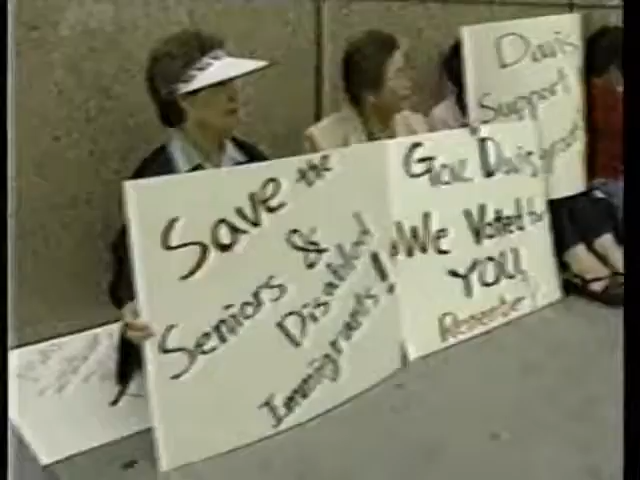 Save the
Seniors &
Disabled
Immigrants!
Gov. Davis
We Voted for
YOU
Remember!
Davis
Support